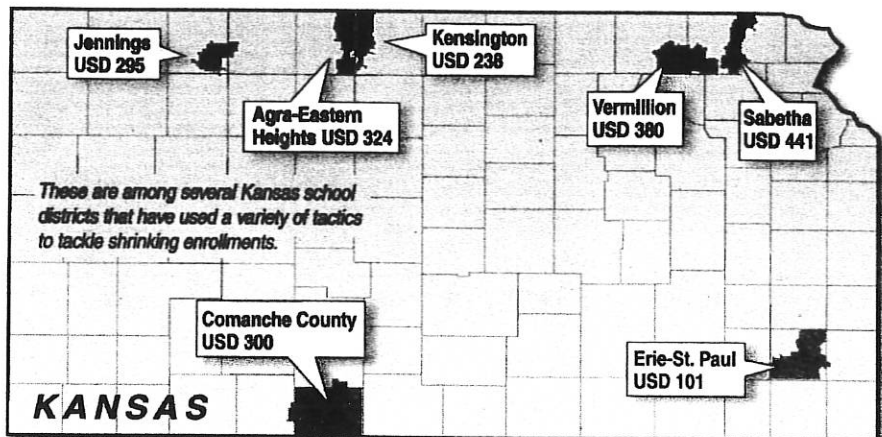 Jennings
USD 295
Kensington
USD 238
Agra-Eastern
Heights USD 324
Vermillion
USD 380
Sabetha
USD 441
These are among several Kansas school
districts that have used a variety of tactics
to tackle shrinking enrollments.
Comanche County
USD 300
Erie-St. Paul
USD 101
KANSAS